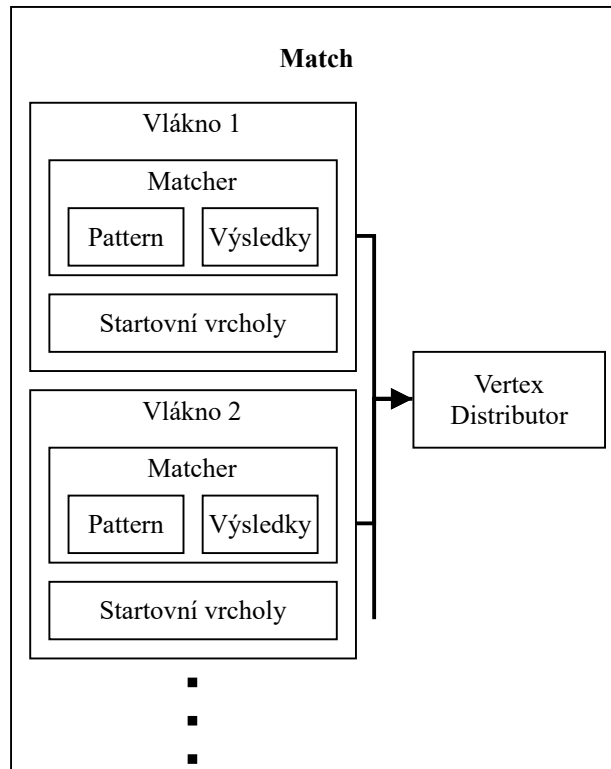 Match
Vlákno 1
Matcher
Pattern
Výsledky
Startovní vrcholy
Vlákno 2
Matcher
Pattern
Výsledky
Startovní vrcholy
Vertex
Distributor